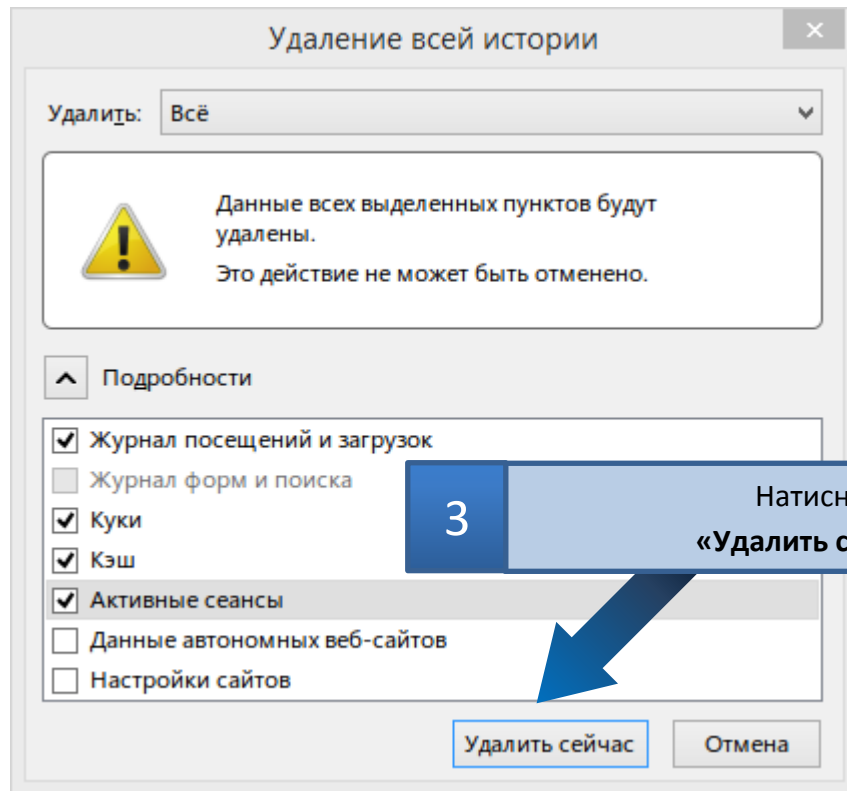 Удаление всей истории
Удалить: Всё
Данные всех выделенных пунктов будут
удалены.
Это действие не может быть отменено.
Подробности
Журнал посещений и загрузок
Журнал форм и поиска
Куки
Кэш
Активные сеансы
Данные автономных веб-сайтов
Настройки сайтов
3
«Удалить
Удалить сейчас
Отмена